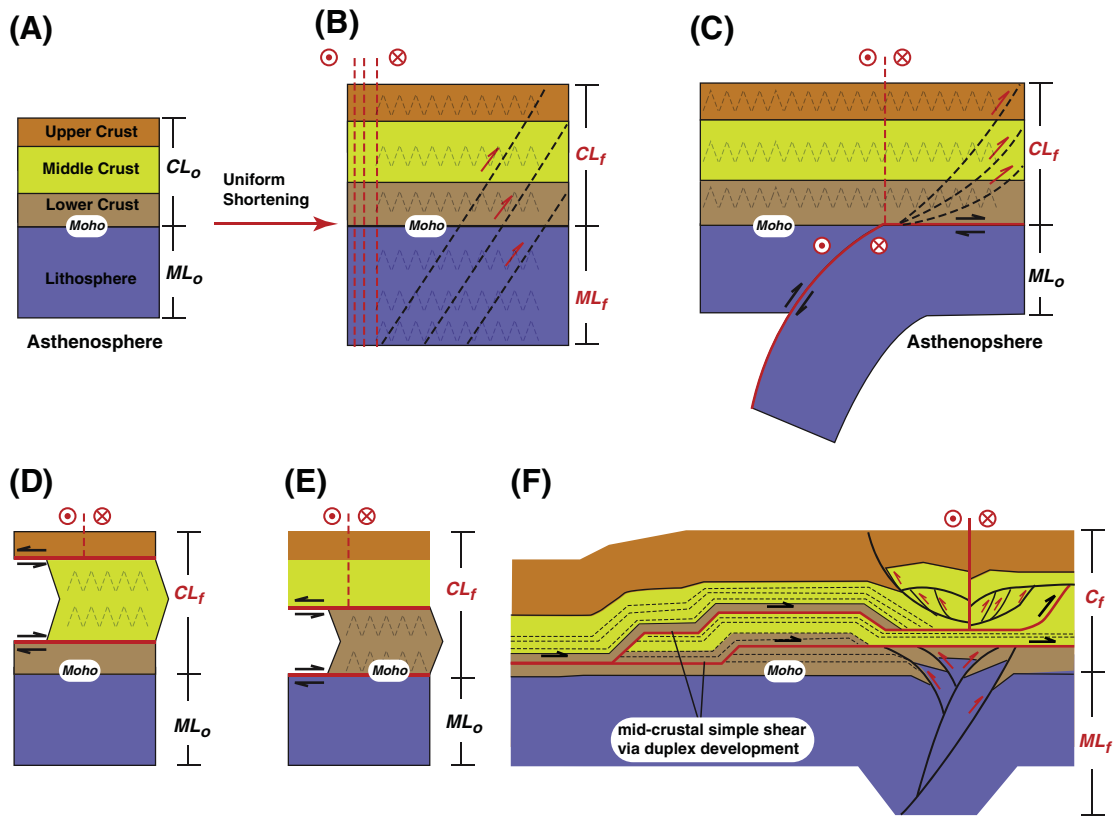 (A)
Upper Crust
Middle Crust
Lower Crust
Moho
Lithosphere
CLo
MLo
Asthenosphere
Uniform
Shortening
(B)
Moho
CLf
MLf
(C)
Moho
CLf
MLo
Asthenopshere
(D)
Moho
CLf
MLo
(E)
Moho
CLf
MLo
(F)
Moho
mid-crustal simple shear
via duplex development
Cf
MLf